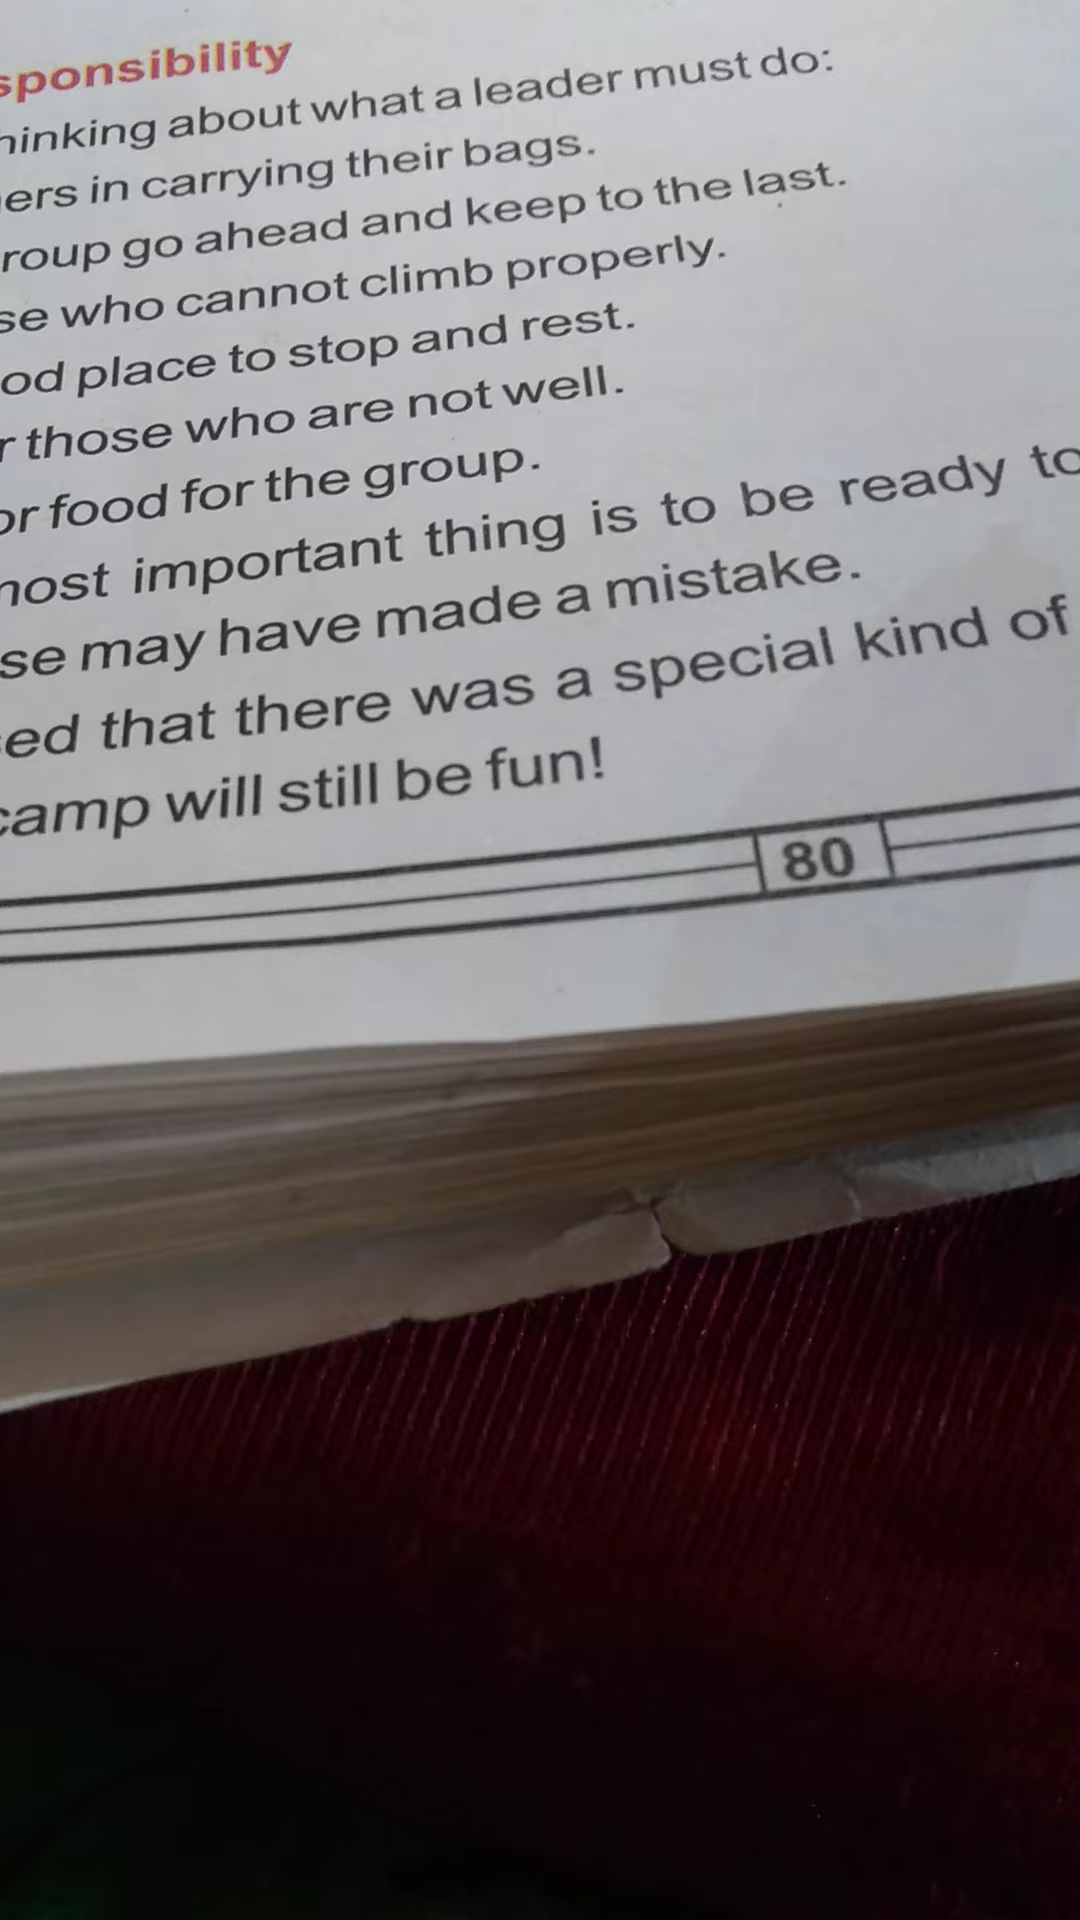 sponsibility
hinking about what a leader must do:
ers in carrying their bags.
roup go ahead and keep to the last.
se who cannot climb properly.
od place to stop and rest.
r those who are not well.
or food for the group.
most important thing is to be ready to
se may have made a mistake.
ed that there was a special kind of
camp will still be fun!
80